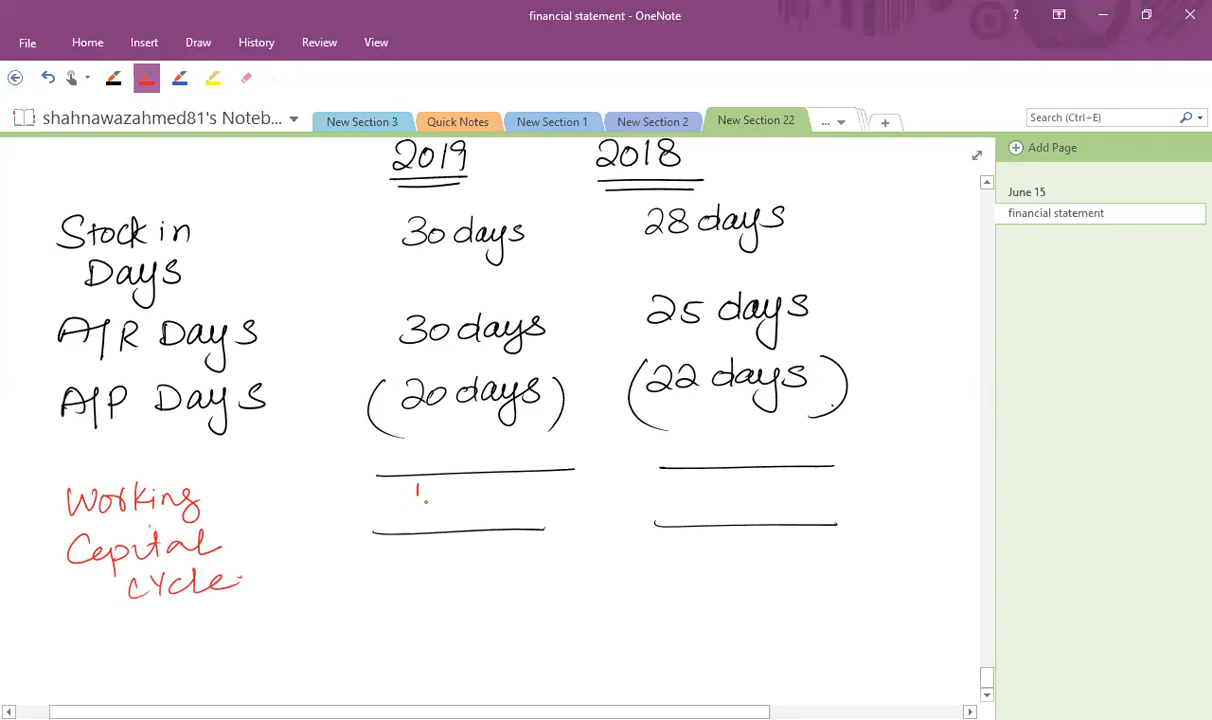 financial statement - OneNote
?
File Home Insert Draw History Review View
shahnawazahmed81's Noteb... New Section 3 Quick Notes New Section 1 New Section 2 New Section 22 ... Search (Ctrl+E)
Add Page
June 15
financial statement
2019 2018
Stock in 30 days 28 days
Days
A/R Days 30 days 25 days
A/P Days (20 days) (22 days)
Working
Cepital
cycle